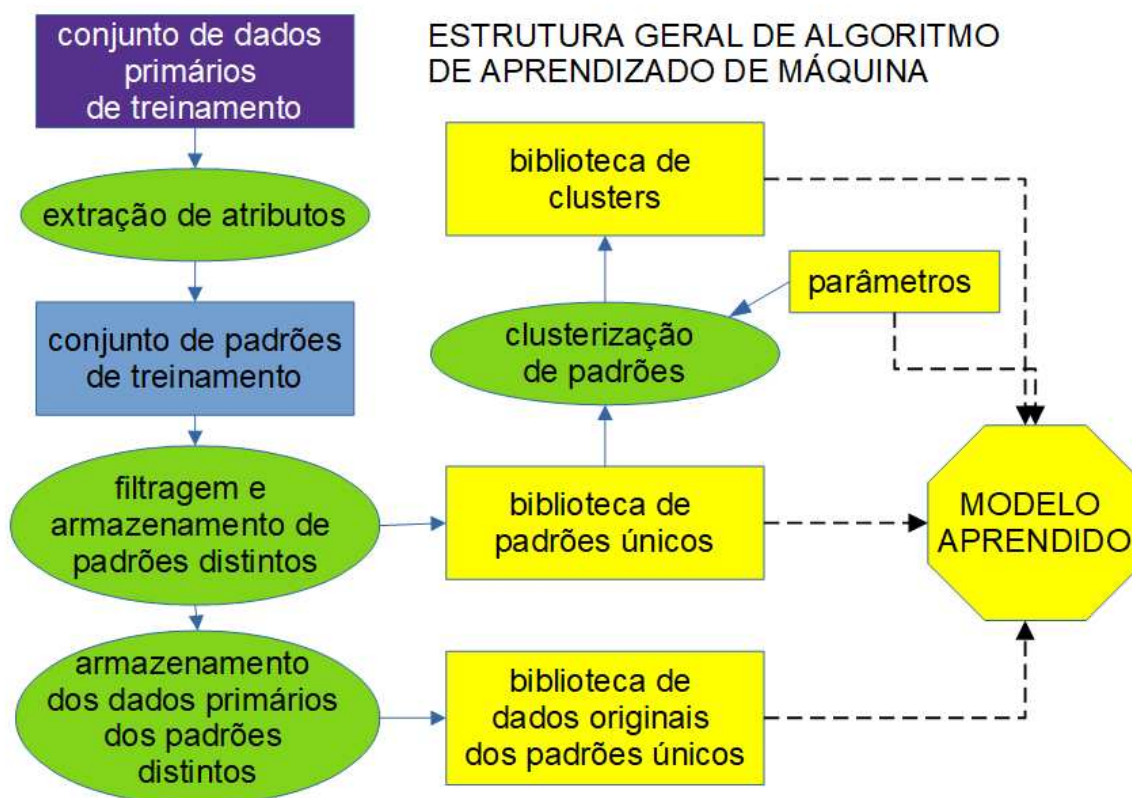 conjunto de dados
primários
de treinamento
ESTRUTURA GERAL DE ALGORITMO
DE APRENDIZADO DE MÁQUINA
extração de atributos
conjunto de padrões
de treinamento
filtragem e
armazenamento de
padrões distintos
armazenamento
dos dados primários
dos padrões
distintos
biblioteca de
clusters
parâmetros
clusterização
de padrões
biblioteca de
padrões únicos
biblioteca de
dados originais
dos padrões únicos
MODELO
APRENDIDO